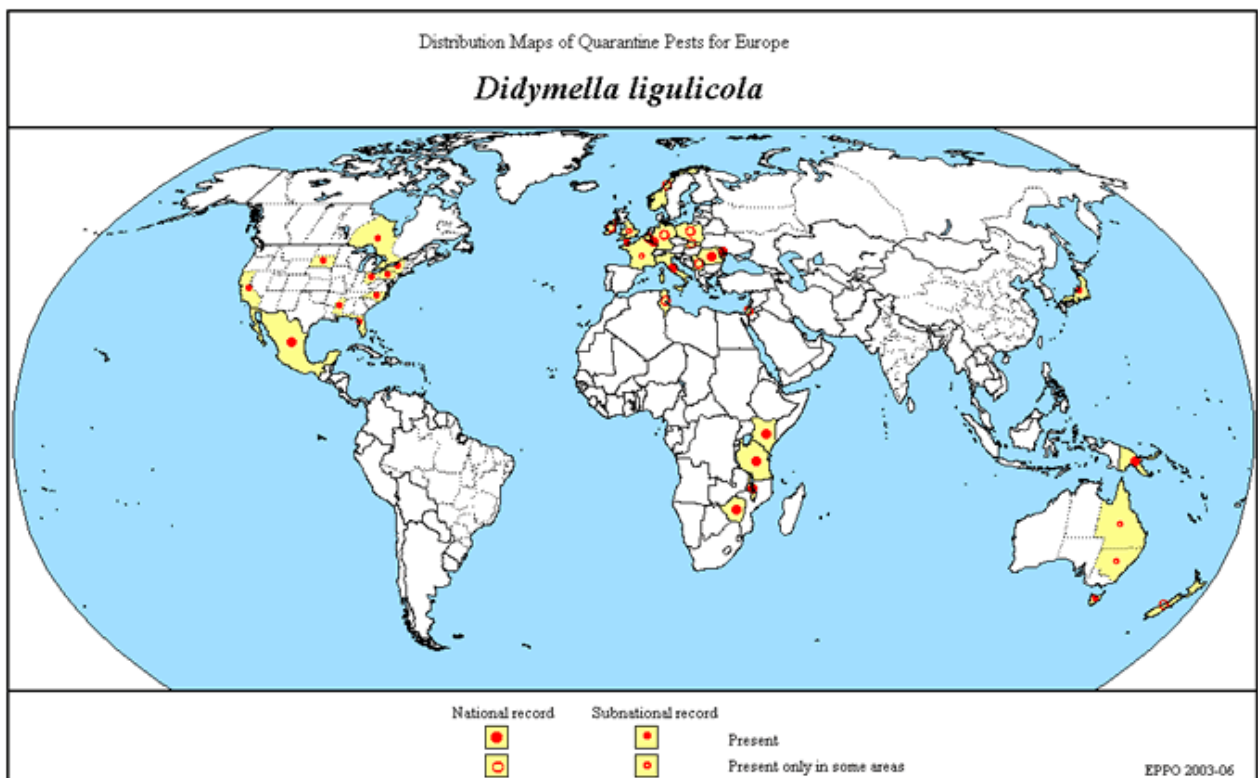 Distribution Maps of Quarantine Pests for Europe
Didymella ligulicola
National record Subnational record
Present
Present only in some areas
EPPO 2003-06